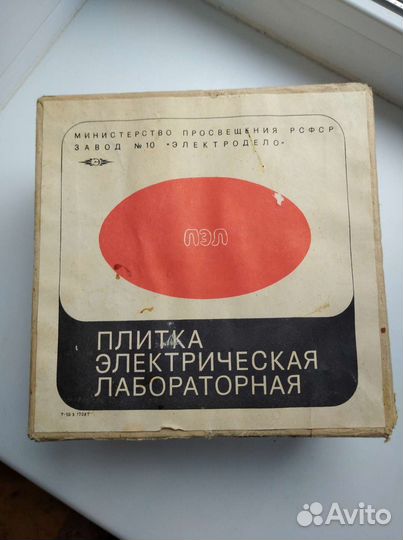 МИНИСТЕРСТВО ПРОСВЕЩЕНИЯ РСФСР
ЗАВОД №10 "ЭЛЕКТРОДЕЛО"
ПЭЛ
ПЛИТКА
ЭЛЕКТРИЧЕСКАЯ
ЛАБОРАТОРНАЯ
Avito